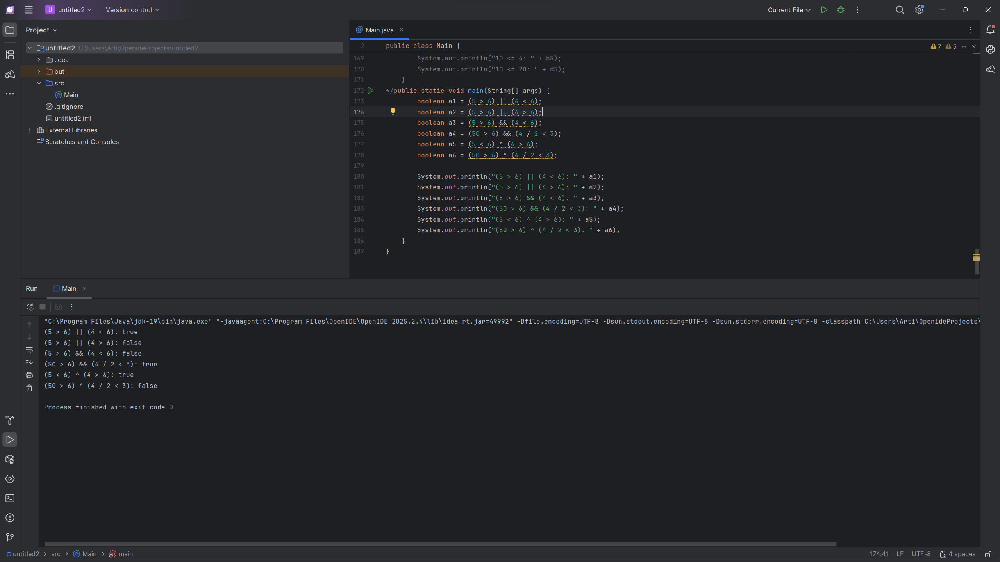 U untitled2 Version control Current File
Project
untitled2 C:\Users\Arti\OpenideProjects\untitled2
.idea
out
src
Main
.gitignore
untitled2.iml
External Libraries
Scratches and Consoles
Main.java
2 public class Main { 7 5
169 System.out.println("10 <= 4: " + b5);
170 System.out.println("10 <= 20: " + d5);
171 }
172 */public static void main(String[] args) {
173 boolean a1 = (5 > 6) || (4 < 6);
174 boolean a2 = (5 > 6) || (4 > 6);
175 boolean a3 = (5 > 6) && (4 < 6);
176 boolean a4 = (50 > 6) && (4 / 2 < 3);
177 boolean a5 = (5 < 6) ^ (4 > 6);
178 boolean a6 = (50 > 6) ^ (4 / 2 < 3);
179
180 System.out.println("(5 > 6) || (4 < 6): " + a1);
181 System.out.println("(5 > 6) || (4 > 6): " + a2);
182 System.out.println("(5 > 6) && (4 < 6): " + a3);
183 System.out.println("(50 > 6) && (4 / 2 < 3): " + a4);
184 System.out.println("(5 < 6) ^ (4 > 6): " + a5);
185 System.out.println("(50 > 6) ^ (4 / 2 < 3): " + a6);
186 }
187 }
Run Main
"C:\Program Files\Java\jdk-19\bin\java.exe" "-javaagent:C:\Program Files\OpenIDE\OpenIDE 2025.2.4\lib\idea_rt.jar=49992" -Dfile.encoding=UTF-8 -Dsun.stdout.encoding=UTF-8 -Dsun.stderr.encoding=UTF-8 -classpath C:\Users\Arti\OpenideProjects\
(5 > 6) || (4 < 6): true
(5 > 6) || (4 > 6): false
(5 > 6) && (4 < 6): false
(50 > 6) && (4 / 2 < 3): true
(5 < 6) ^ (4 > 6): true
(50 > 6) ^ (4 / 2 < 3): false
Process finished with exit code 0
untitled2 > src > Main > main 174:41 LF UTF-8 4 spaces